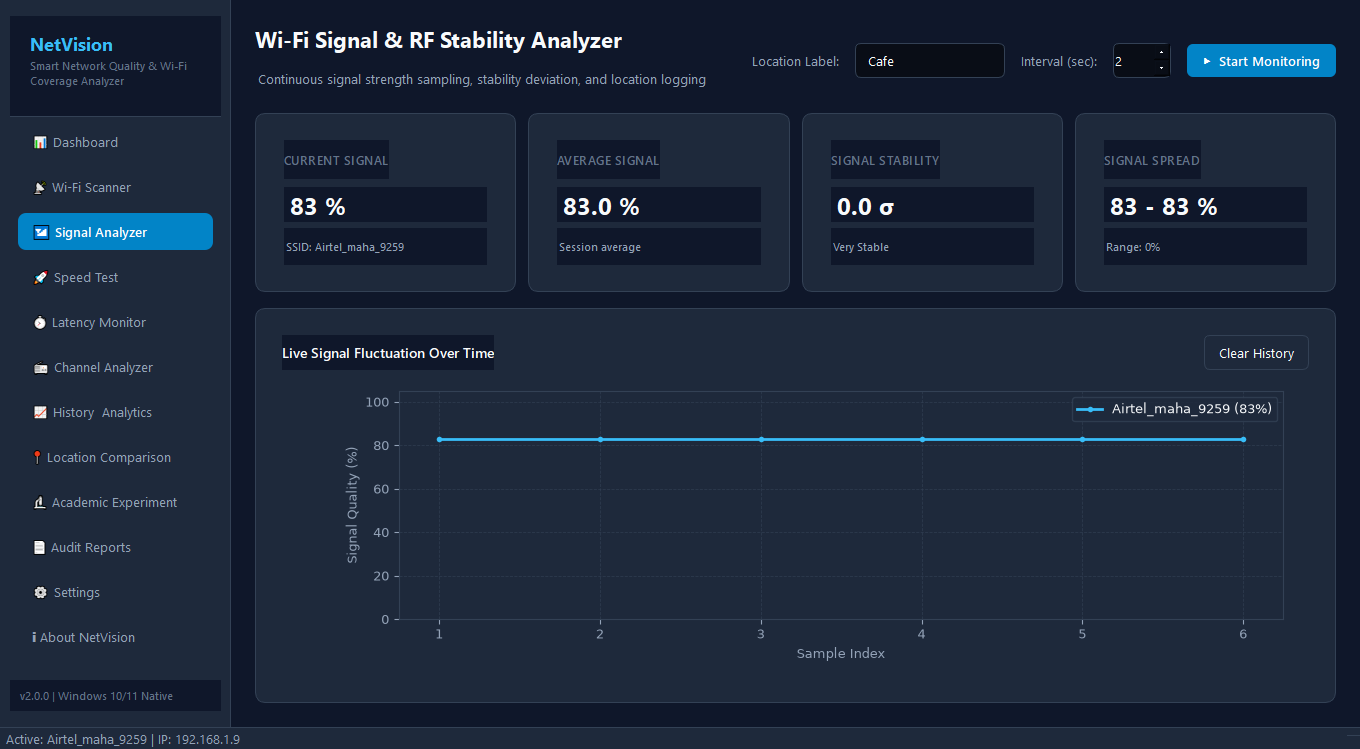 NetVision
Smart Network Quality & Wi-Fi
Coverage Analyzer
Dashboard
Wi-Fi Scanner
Signal Analyzer
Speed Test
Latency Monitor
Channel Analyzer
History  Analytics
Location Comparison
Academic Experiment
Audit Reports
Settings
About NetVision
v2.0.0 | Windows 10/11 Native
Wi-Fi Signal & RF Stability Analyzer
Continuous signal strength sampling, stability deviation, and location logging
Location Label:
Cafe
Interval (sec):
2
Start Monitoring
CURRENT SIGNAL
83 %
SSID: Airtel_maha_9259
AVERAGE SIGNAL
83.0 %
Session average
SIGNAL STABILITY
0.0 σ
Very Stable
SIGNAL SPREAD
83 - 83 %
Range: 0%
Live Signal Fluctuation Over Time
Clear History
Airtel_maha_9259 (83%)
Signal Quality (%)
100
80
60
40
20
0
1 2 3 4 5 6
Sample Index
Active: Airtel_maha_9259 | IP: 192.168.1.9